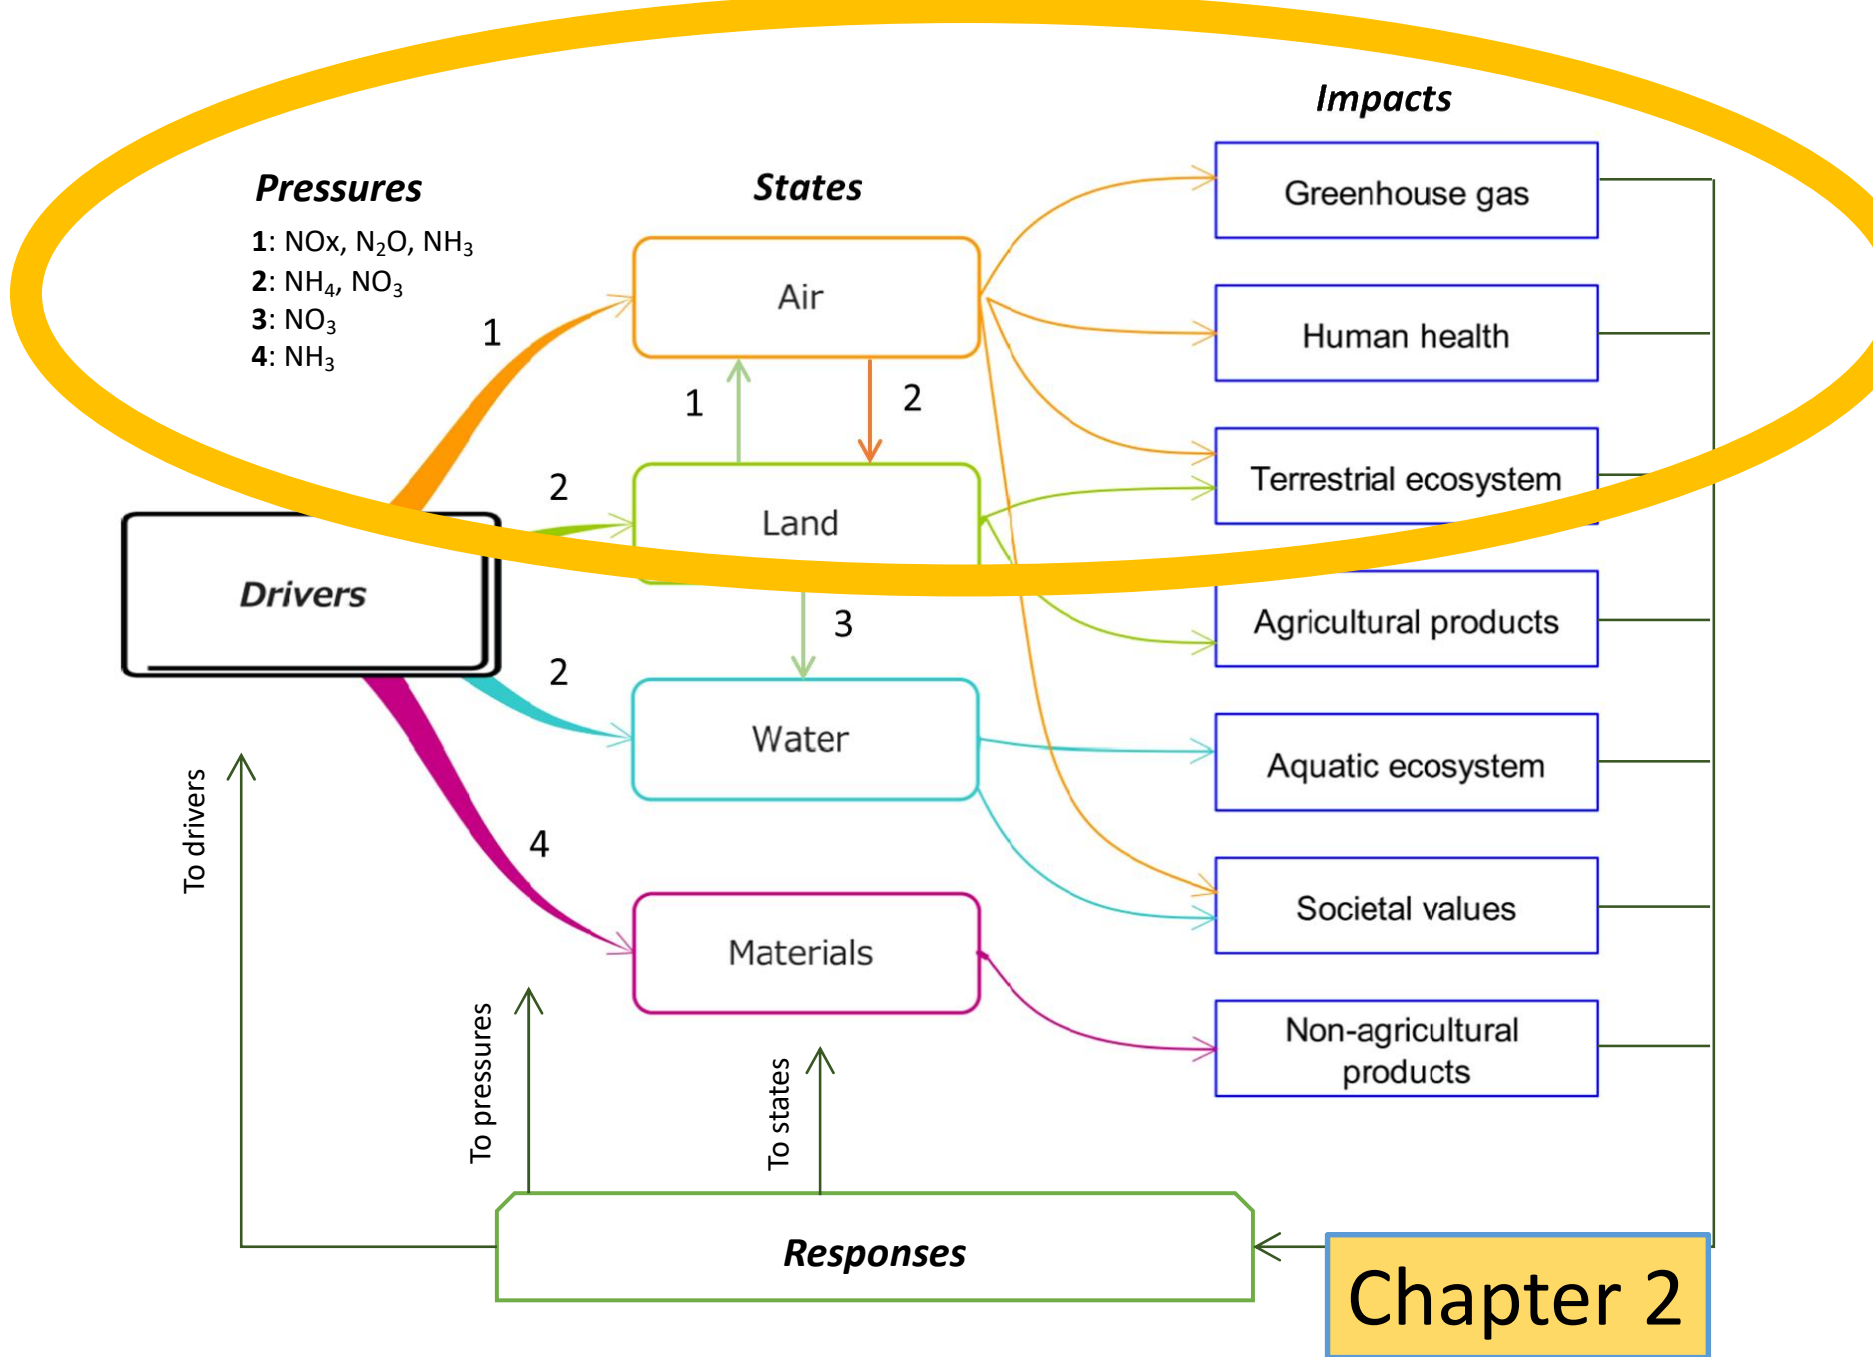 Impacts
Pressures
States
1: NOx, N₂O, NH₃
2: NH₄, NO₃
3: NO₃
4: NH₃
1
Air
1
2
2
Land
Drivers
3
2
Water
4
Materials
Greenhouse gas
Human health
Terrestrial ecosystem
Agricultural products
Aquatic ecosystem
Societal values
Non-agricultural
products
To drivers
To pressures
To states
Responses
Chapter 2